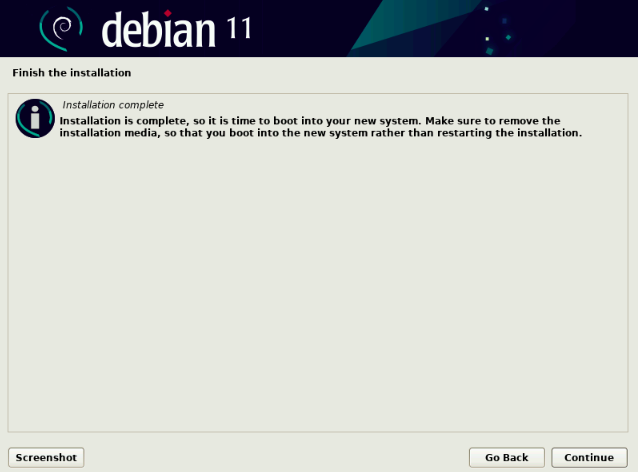 debian 11
Finish the installation
Installation complete
Installation is complete, so it is time to boot into your new system. Make sure to remove the
installation media, so that you boot into the new system rather than restarting the installation.
Screenshot
Go Back
Continue